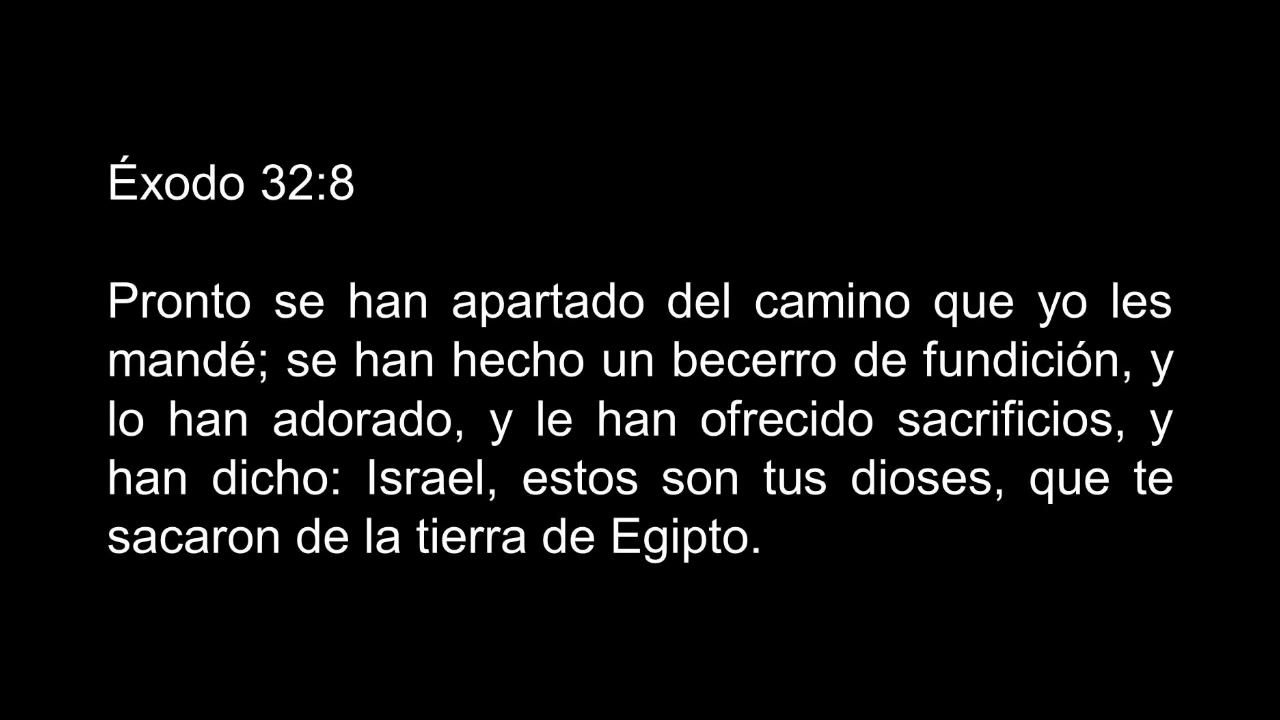 Éxodo 32:8
Pronto se han apartado del camino que yo les
mandé; se han hecho un becerro de fundición, y
lo han adorado, y le han ofrecido sacrificios, y
han dicho: Israel, estos son tus dioses, que te
sacaron de la tierra de Egipto.